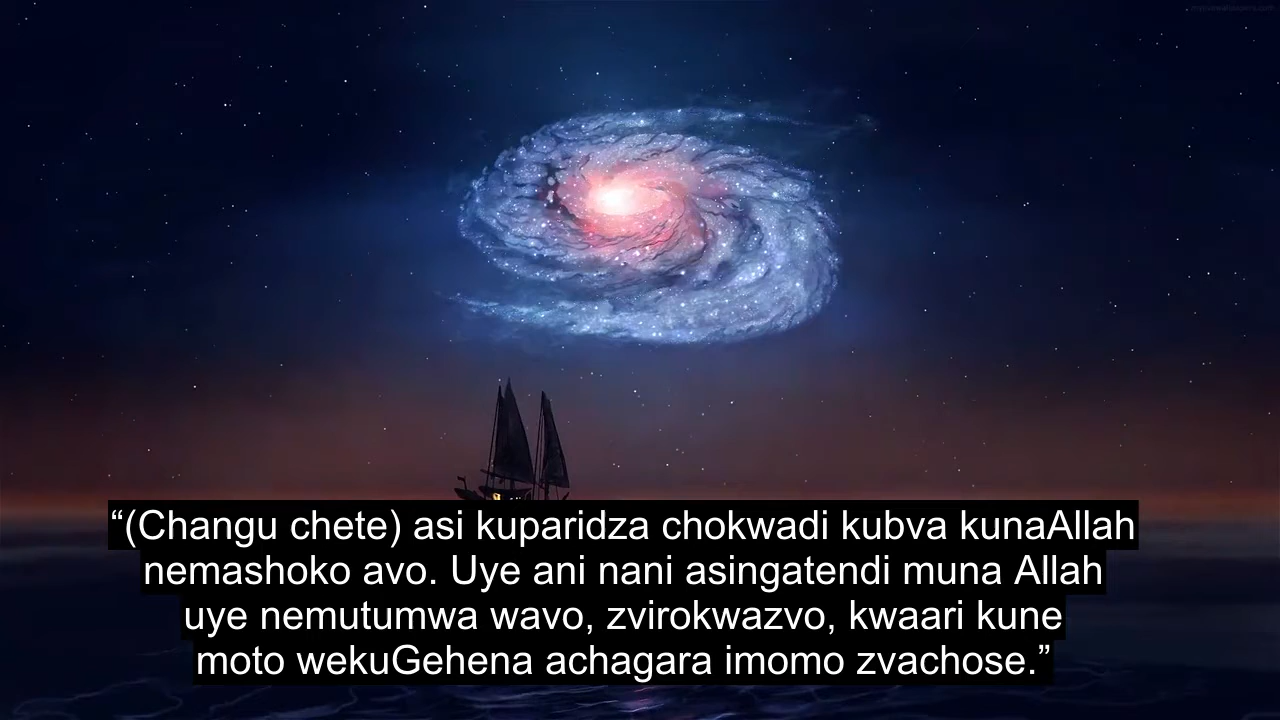 “(Changu chete) asi kuparidza chokwadi kubva kunaAllah
nemashoko avo. Uye ani nani asingatendi muna Allah
uye nemutumwa wavo, zvirokwazvo, kwaari kune
moto wekuGehena achagara imomo zvachose.”